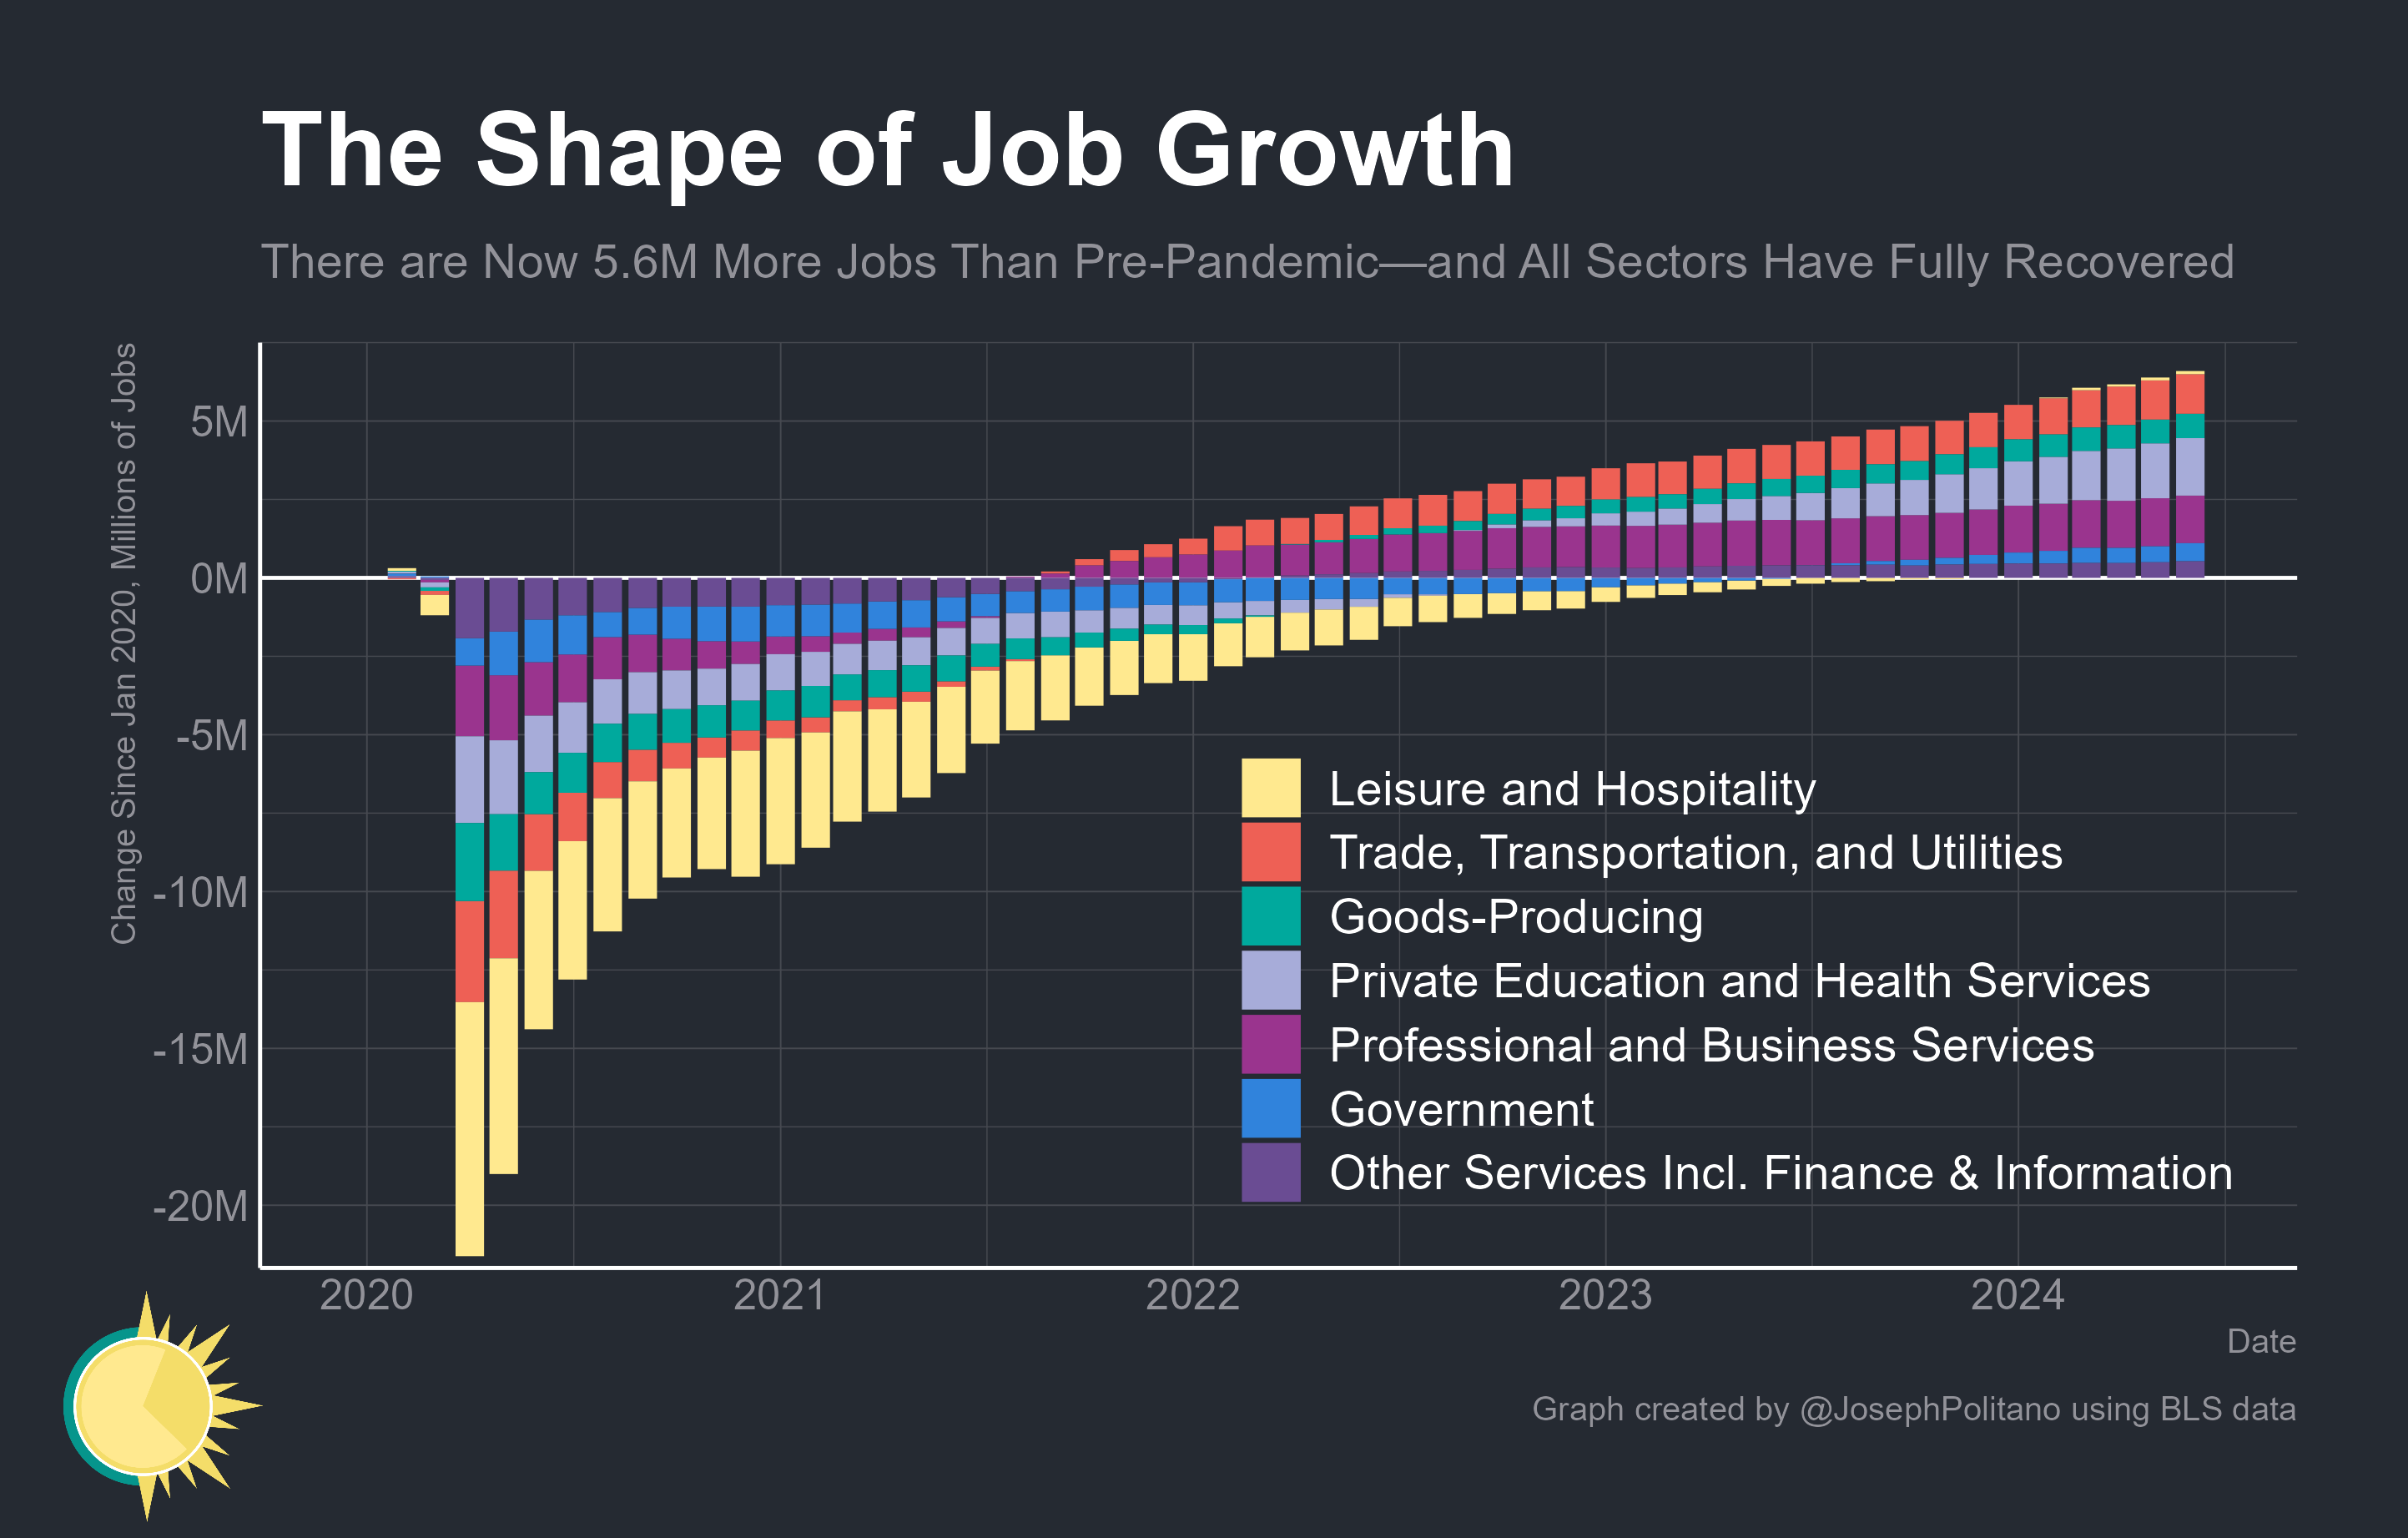 The Shape of Job Growth
There are Now 5.6M More Jobs Than Pre-Pandemic—and All Sectors Have Fully Recovered
Change Since Jan 2020, Millions of Jobs
5M
0M
-5M
-10M
-15M
-20M
Leisure and Hospitality
Trade, Transportation, and Utilities
Goods-Producing
Private Education and Health Services
Professional and Business Services
Government
Other Services Incl. Finance & Information
2020 2021 2022 2023 2024
Date
Graph created by @JosephPolitano using BLS data